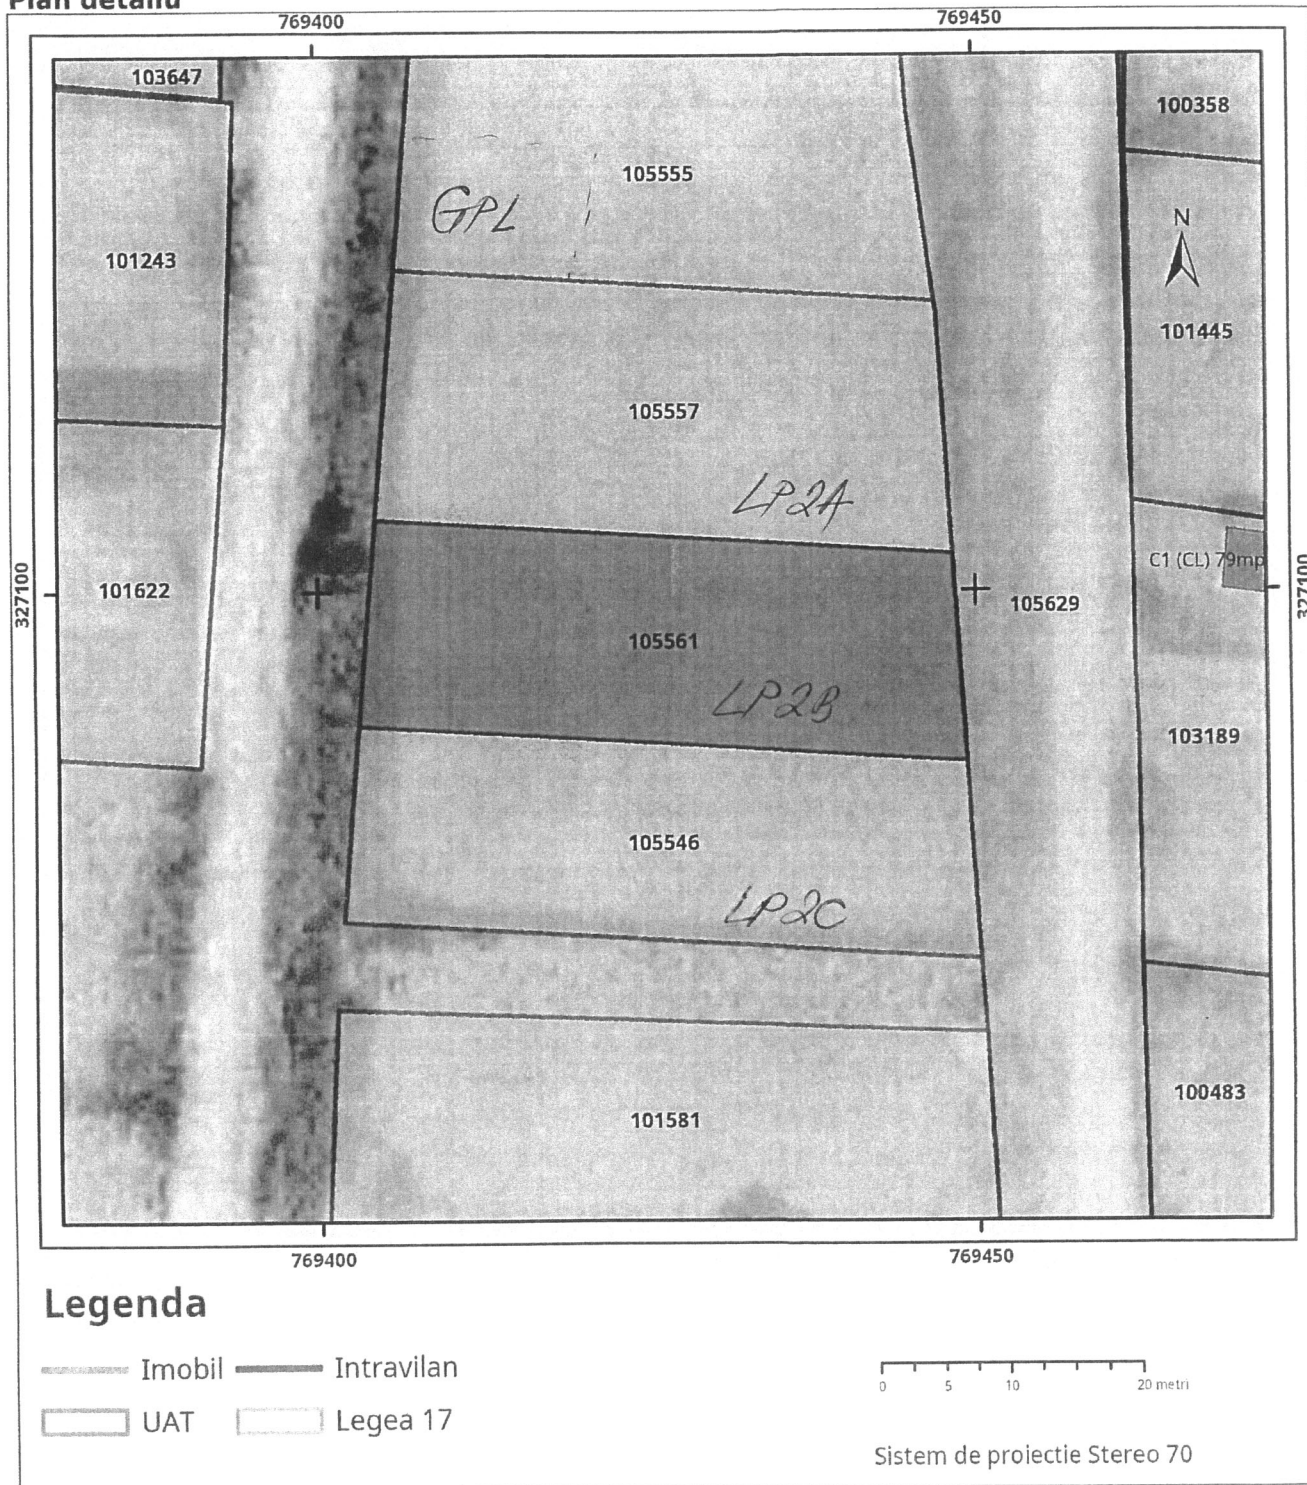 Plan detaliu
769400
769450
103647
100358
105555
GPL
N
101243
101445
105557
LP2A
C1 (CL) 79mp
327100
101622
105629
327100
105561
LP2B
103189
105546
LP2C
100483
101581
769400
769450
Legenda
Imobil
Intravilan
UAT
Legea 17
0 5 10 20 metri
Sistem de proiectie Stereo 70